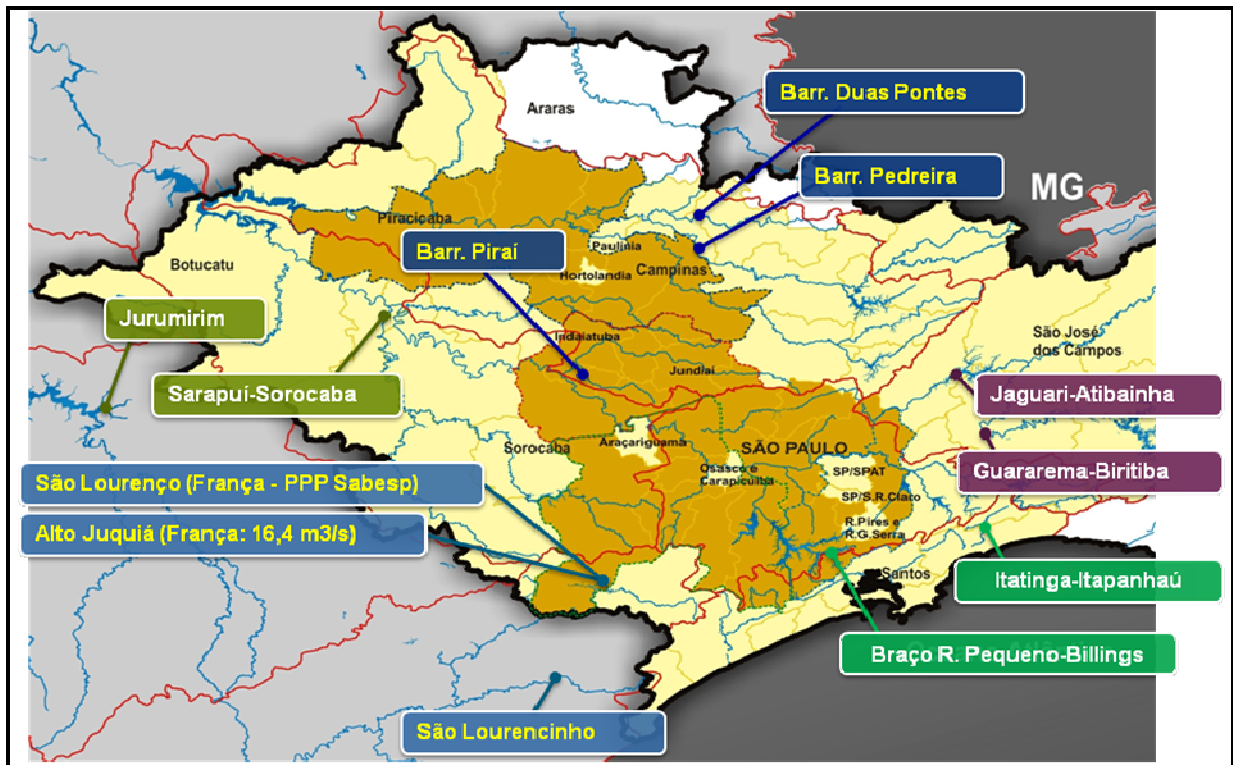 Barr. Duas Pontes
Araras
Barr. Pedreira
MG
Piracicaba
Barr. Piraí
Paulínia
Botucatu
Hortolandia
Campinas
Jurumirim
São José
dos Campos
Indaiatuba
Jundiaí
Sarapuí-Sorocaba
Jaguari-Atibainha
Araçariguama
Sorocaba
SÃO PAULO
Osasco e
Carapicuíba
SP/SPAT
Guararema-Biritiba
São Lourenço (França - PPP Sabesp)
SP/S.R.Claro
Alto Juquiá (França: 16,4 m3/s)
R.Pires e
R.G.Serra
Santos
Itatinga-Itapanhaú
Braço R. Pequeno-Billings
São Lourencinho